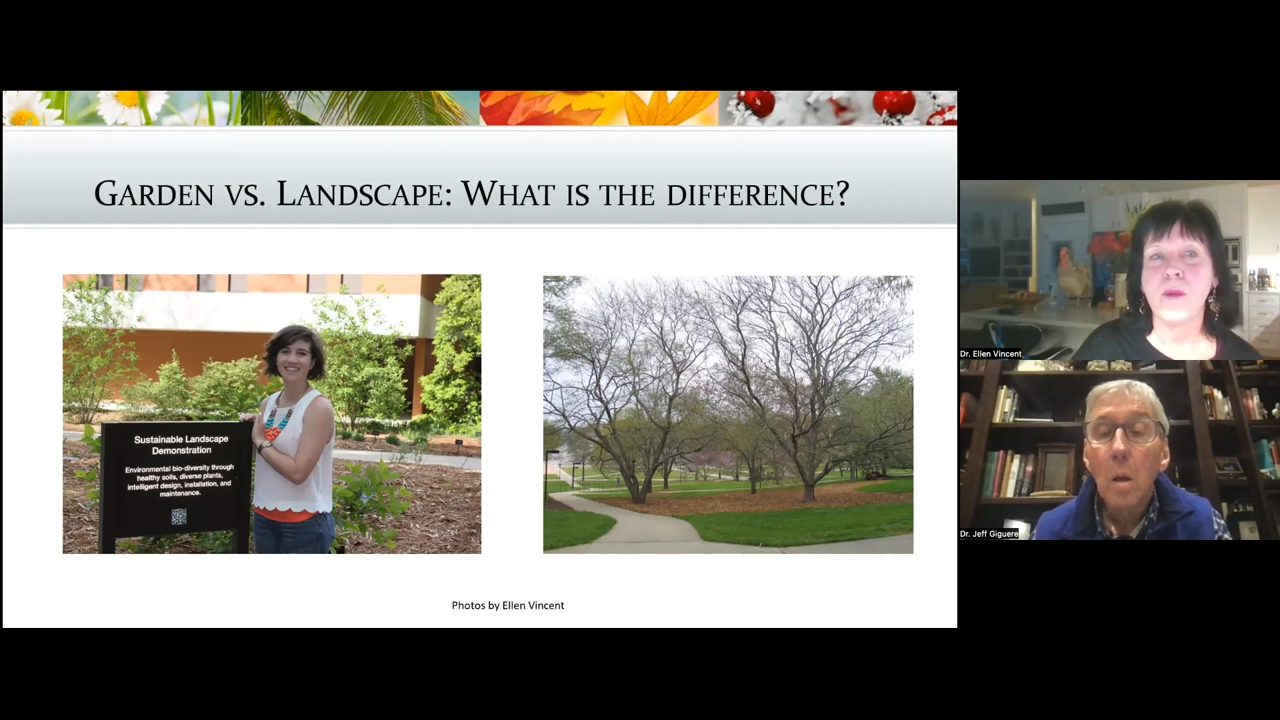 GARDEN VS. LANDSCAPE: WHAT IS THE DIFFERENCE?
Sustainable Landscape
Demonstration
Environmental bio-diversity through
healthy soils, diverse plants,
intelligent design, installation, and
maintenance.
Photos by Ellen Vincent
Dr. Ellen Vincent
Dr. Jeff Giguere